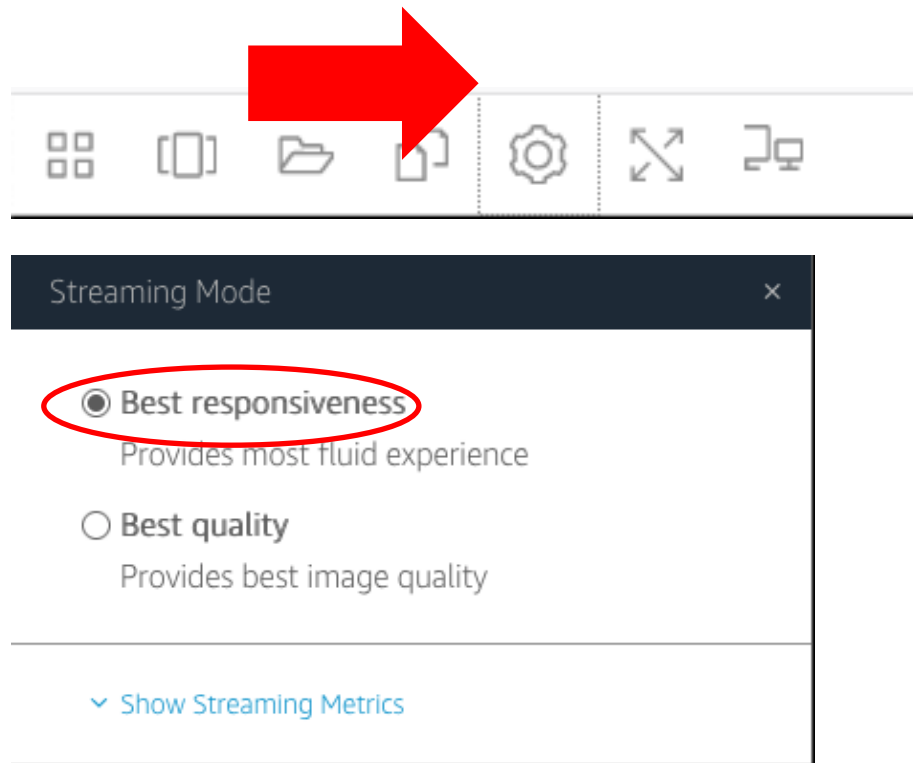 Streaming Mode
Best responsiveness
Provides most fluid experience
Best quality
Provides best image quality
Show Streaming Metrics